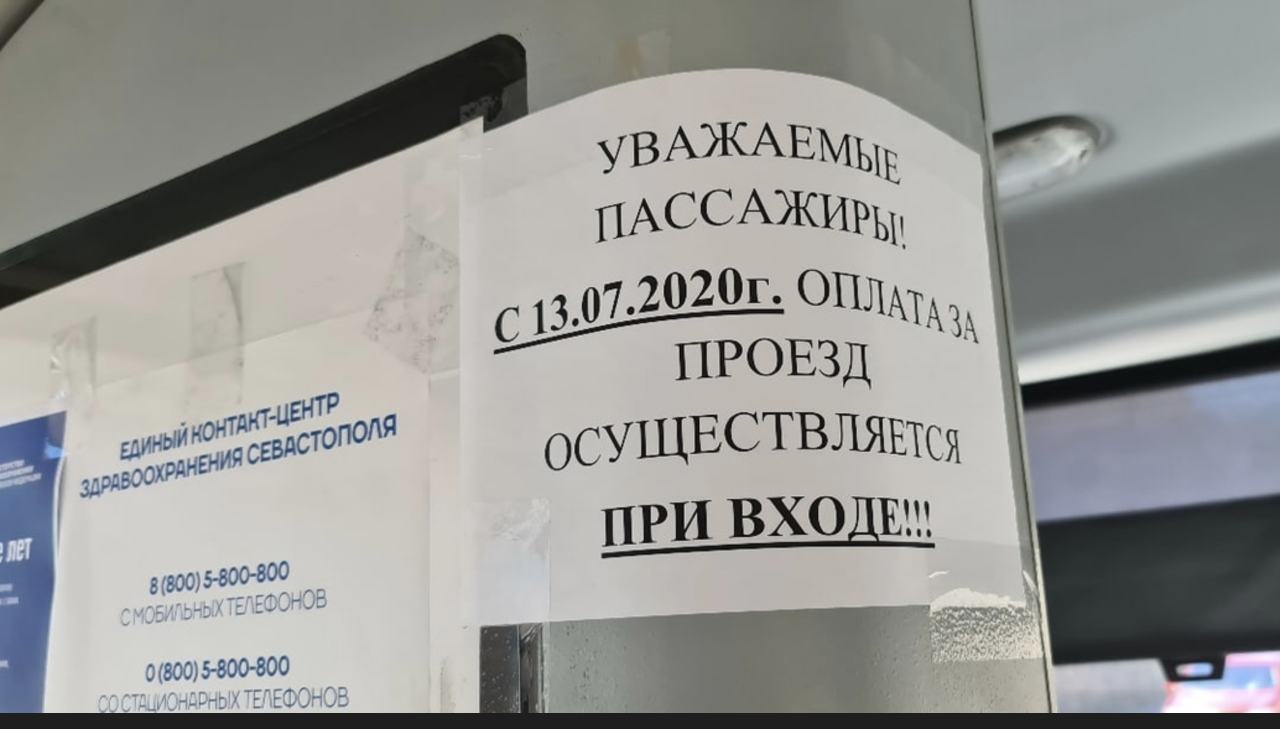 УВАЖАЕМЫЕ
ПАССАЖИРЫ!
С 13.07.2020г. ОПЛАТА ЗА
ПРОЕЗД
ОСУЩЕСТВЛЯЕТСЯ
ПРИ ВХОДЕ!!!
ЕДИНЫЙ КОНТАКТ-ЦЕНТР
ЗДРАВООХРАНЕНИЯ СЕВАСТОПОЛЯ
8 (800) 5-800-800
С МОБИЛЬНЫХ ТЕЛЕФОНОВ
0 (800) 5-800-800
СО СТАЦИОНАРНЫХ ТЕЛЕФОНОВ
лет